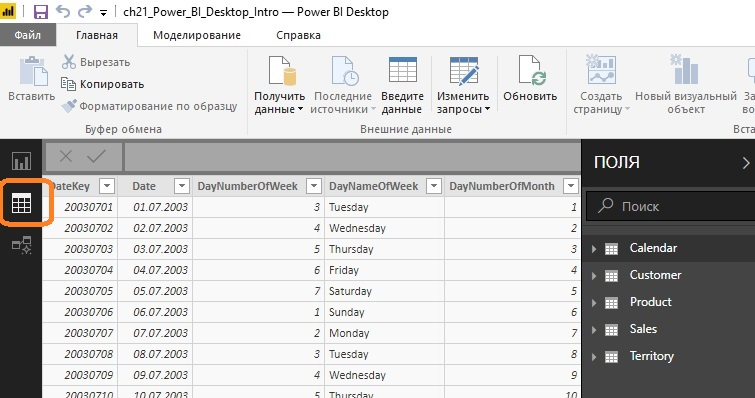 ch21_Power_BI_Desktop_Intro — Power BI Desktop
Файл Главная Моделирование Справка
Вставить
Вырезать
Копировать
Форматирование по образцу
Буфер обмена
Получить данные
Последние источники
Введите данные
Изменить запросы
Обновить
Внешние данные
Создать страницу
Новый визуальный объект
DateKey Date DayNumberOfWeek DayNameOfWeek DayNumberOfMonth
20030701 01.07.2003 3 Tuesday 1
20030702 02.07.2003 4 Wednesday 2
20030703 03.07.2003 5 Thursday 3
20030704 04.07.2003 6 Friday 4
20030705 05.07.2003 7 Saturday 5
20030706 06.07.2003 1 Sunday 6
20030707 07.07.2003 2 Monday 7
20030708 08.07.2003 3 Tuesday 8
20030709 09.07.2003 4 Wednesday 9
20030710 10.07.2003 5 Thursday 10
ПОЛЯ
Поиск
Calendar
Customer
Product
Sales
Territory